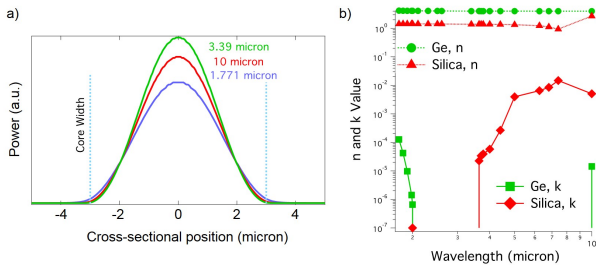 a)
3.39 micron
10 micron
1.771 micron
Core Width
Power (a.u.)
-4 -2 0 2 4
Cross-sectional position (micron)
b)
n and k Value
10^0
10^-1
10^-2
10^-3
10^-4
10^-5
10^-6
10^-7
Ge, n
Silica, n
Ge, k
Silica, k
2 3 4 5 6 7 8 9 10
Wavelength (micron)